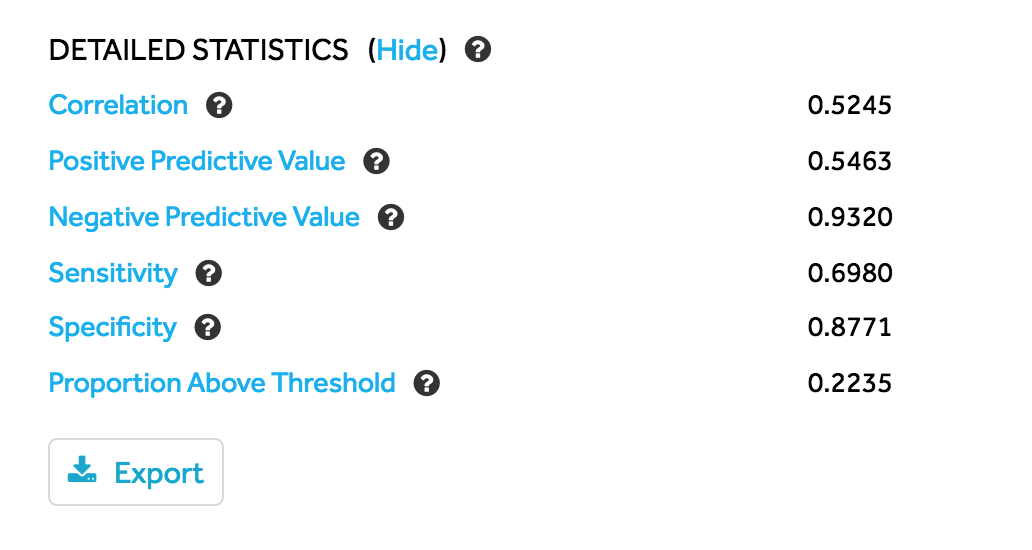 DETAILED STATISTICS (Hide) ?
Correlation ? 0.5245
Positive Predictive Value ? 0.5463
Negative Predictive Value ? 0.9320
Sensitivity ? 0.6980
Specificity ? 0.8771
Proportion Above Threshold ? 0.2235
Export